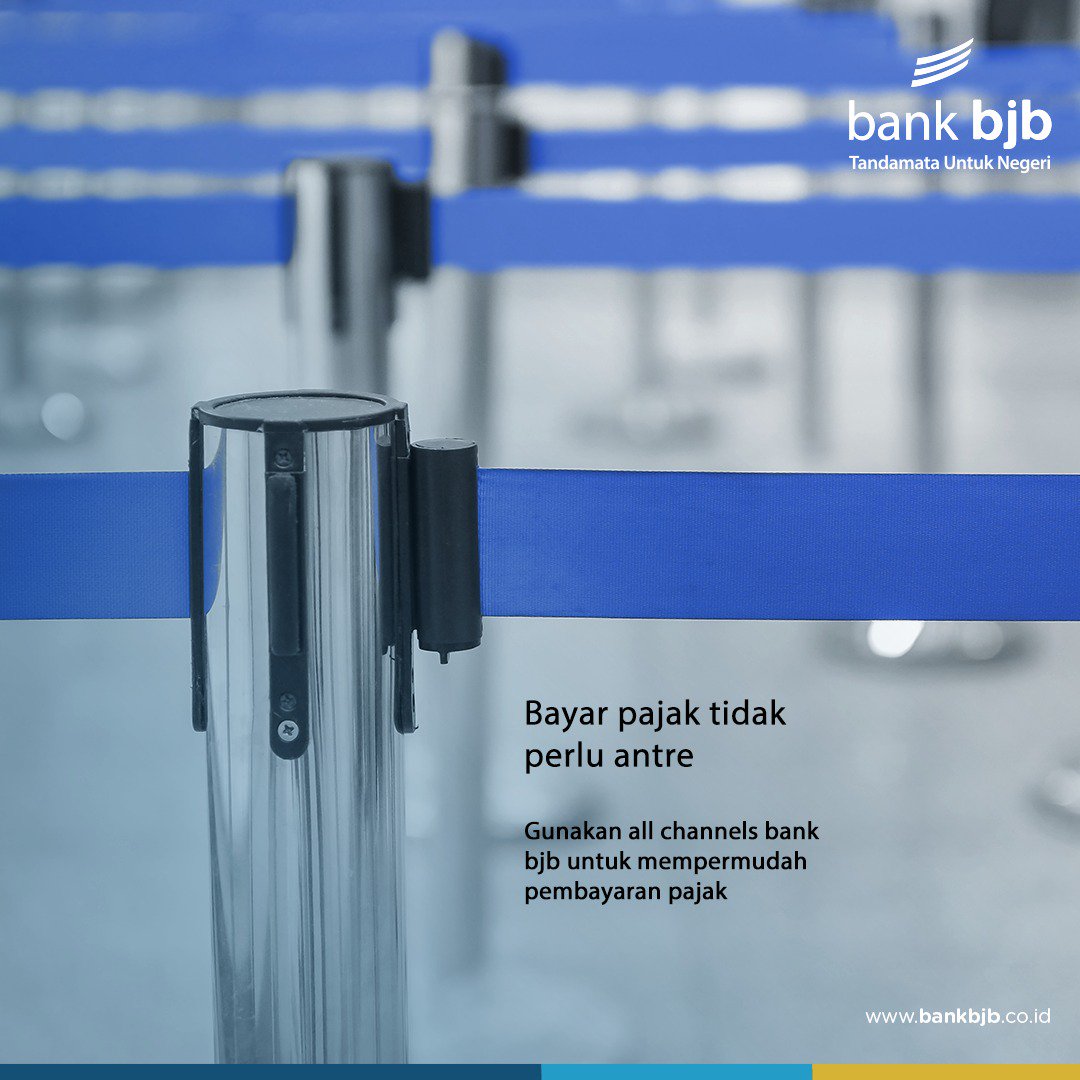 bank bjb
Tandamata Untuk Negeri
Bayar pajak tidak
perlu antre
Gunakan all channels bank
bjb untuk mempermudah
pembayaran pajak
www.bankbjb.co.id